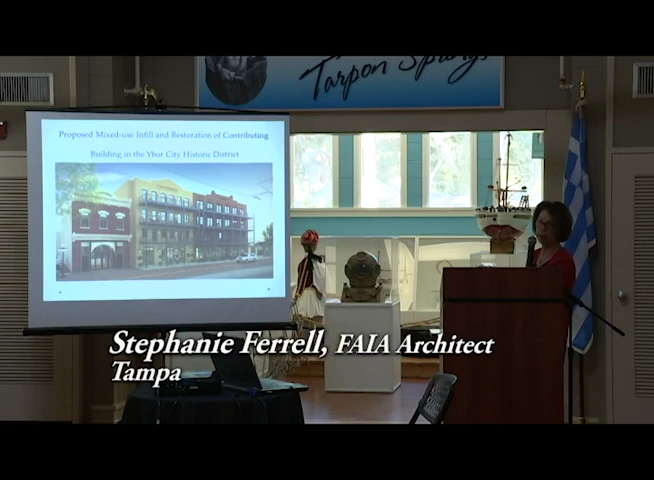 Tarpon Springs
Proposed Mixed-use Infill and Restoration of Contributing
Building in the Ybor City Historic District
Stephanie Ferrell, FAIA Architect
Tampa